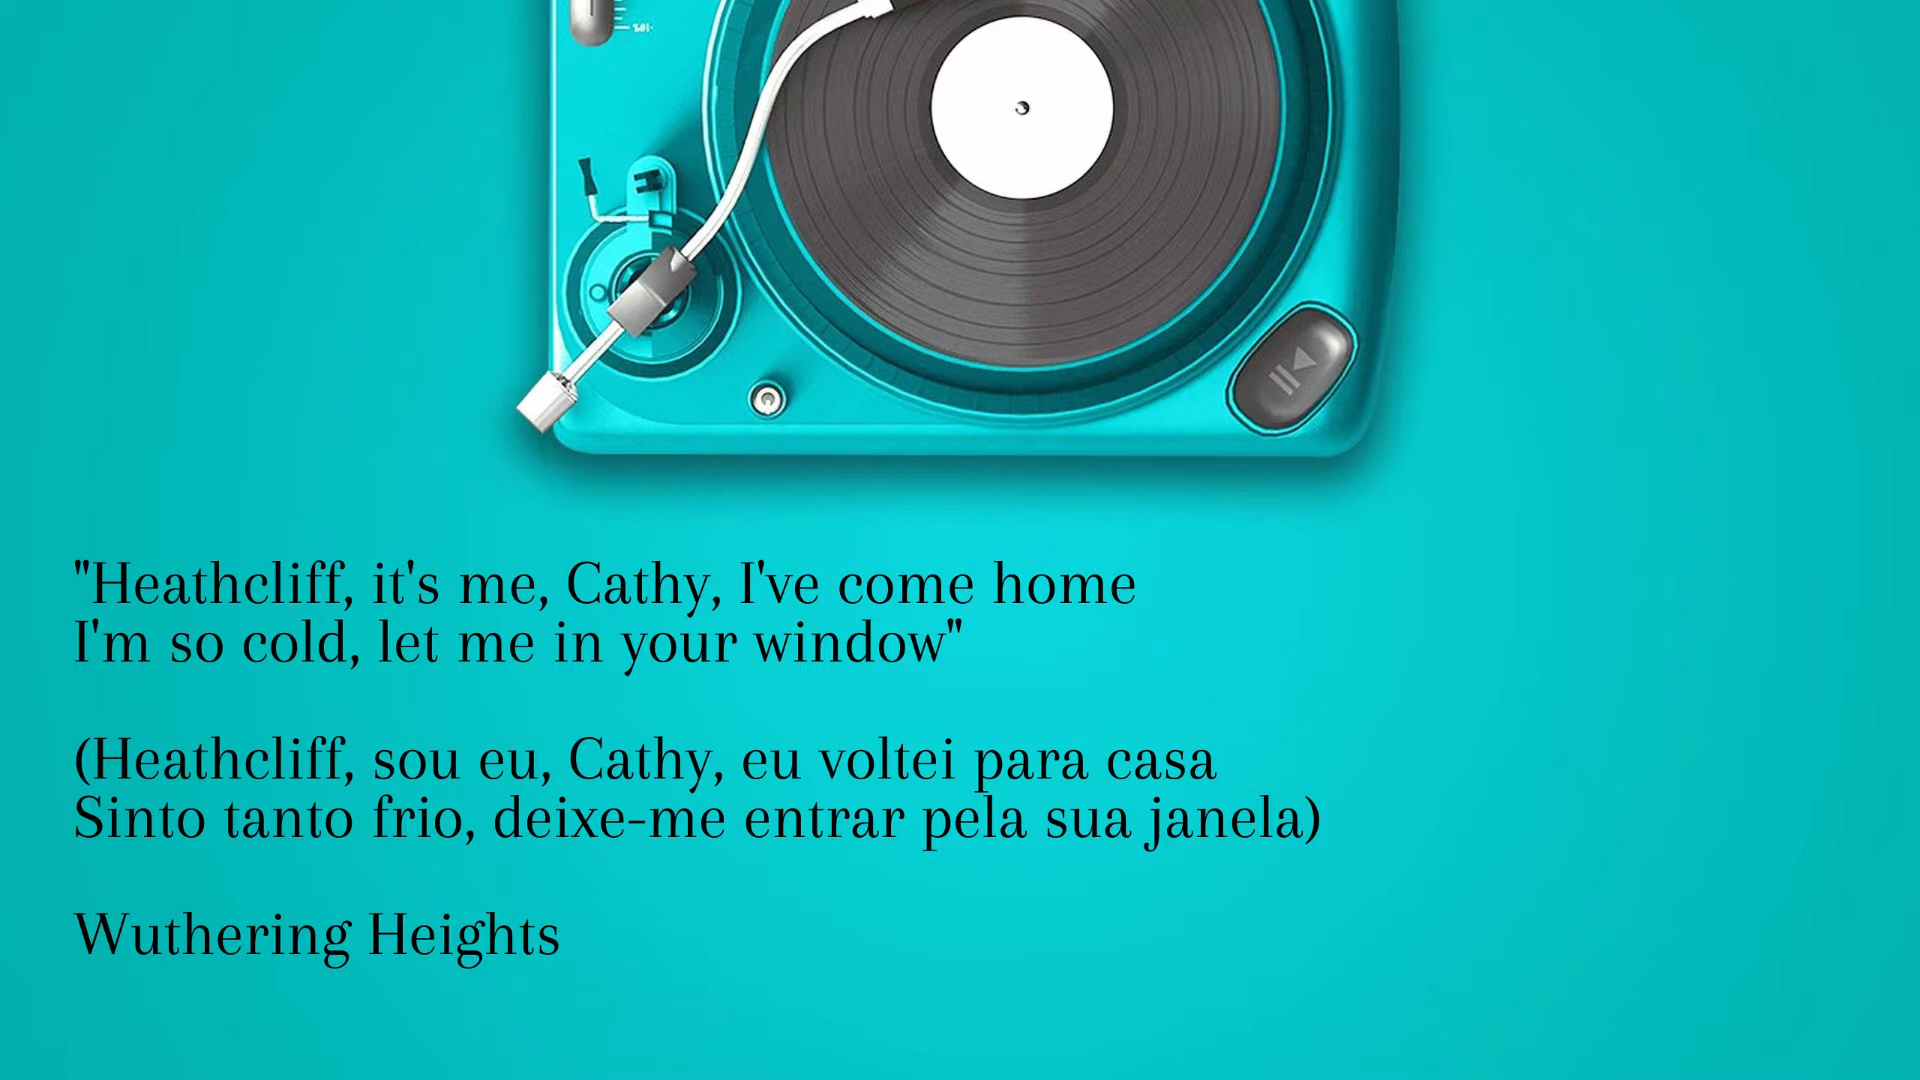 "Heathcliff, it's me, Cathy, I've come home
I'm so cold, let me in your window"
(Heathcliff, sou eu, Cathy, eu voltei para casa
Sinto tanto frio, deixe-me entrar pela sua janela)
Wuthering Heights